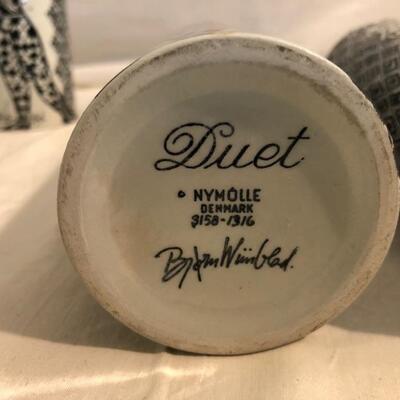 Duet
NYMÖLLE
DENMARK
3158-1316
Bjørn Wiinblad.